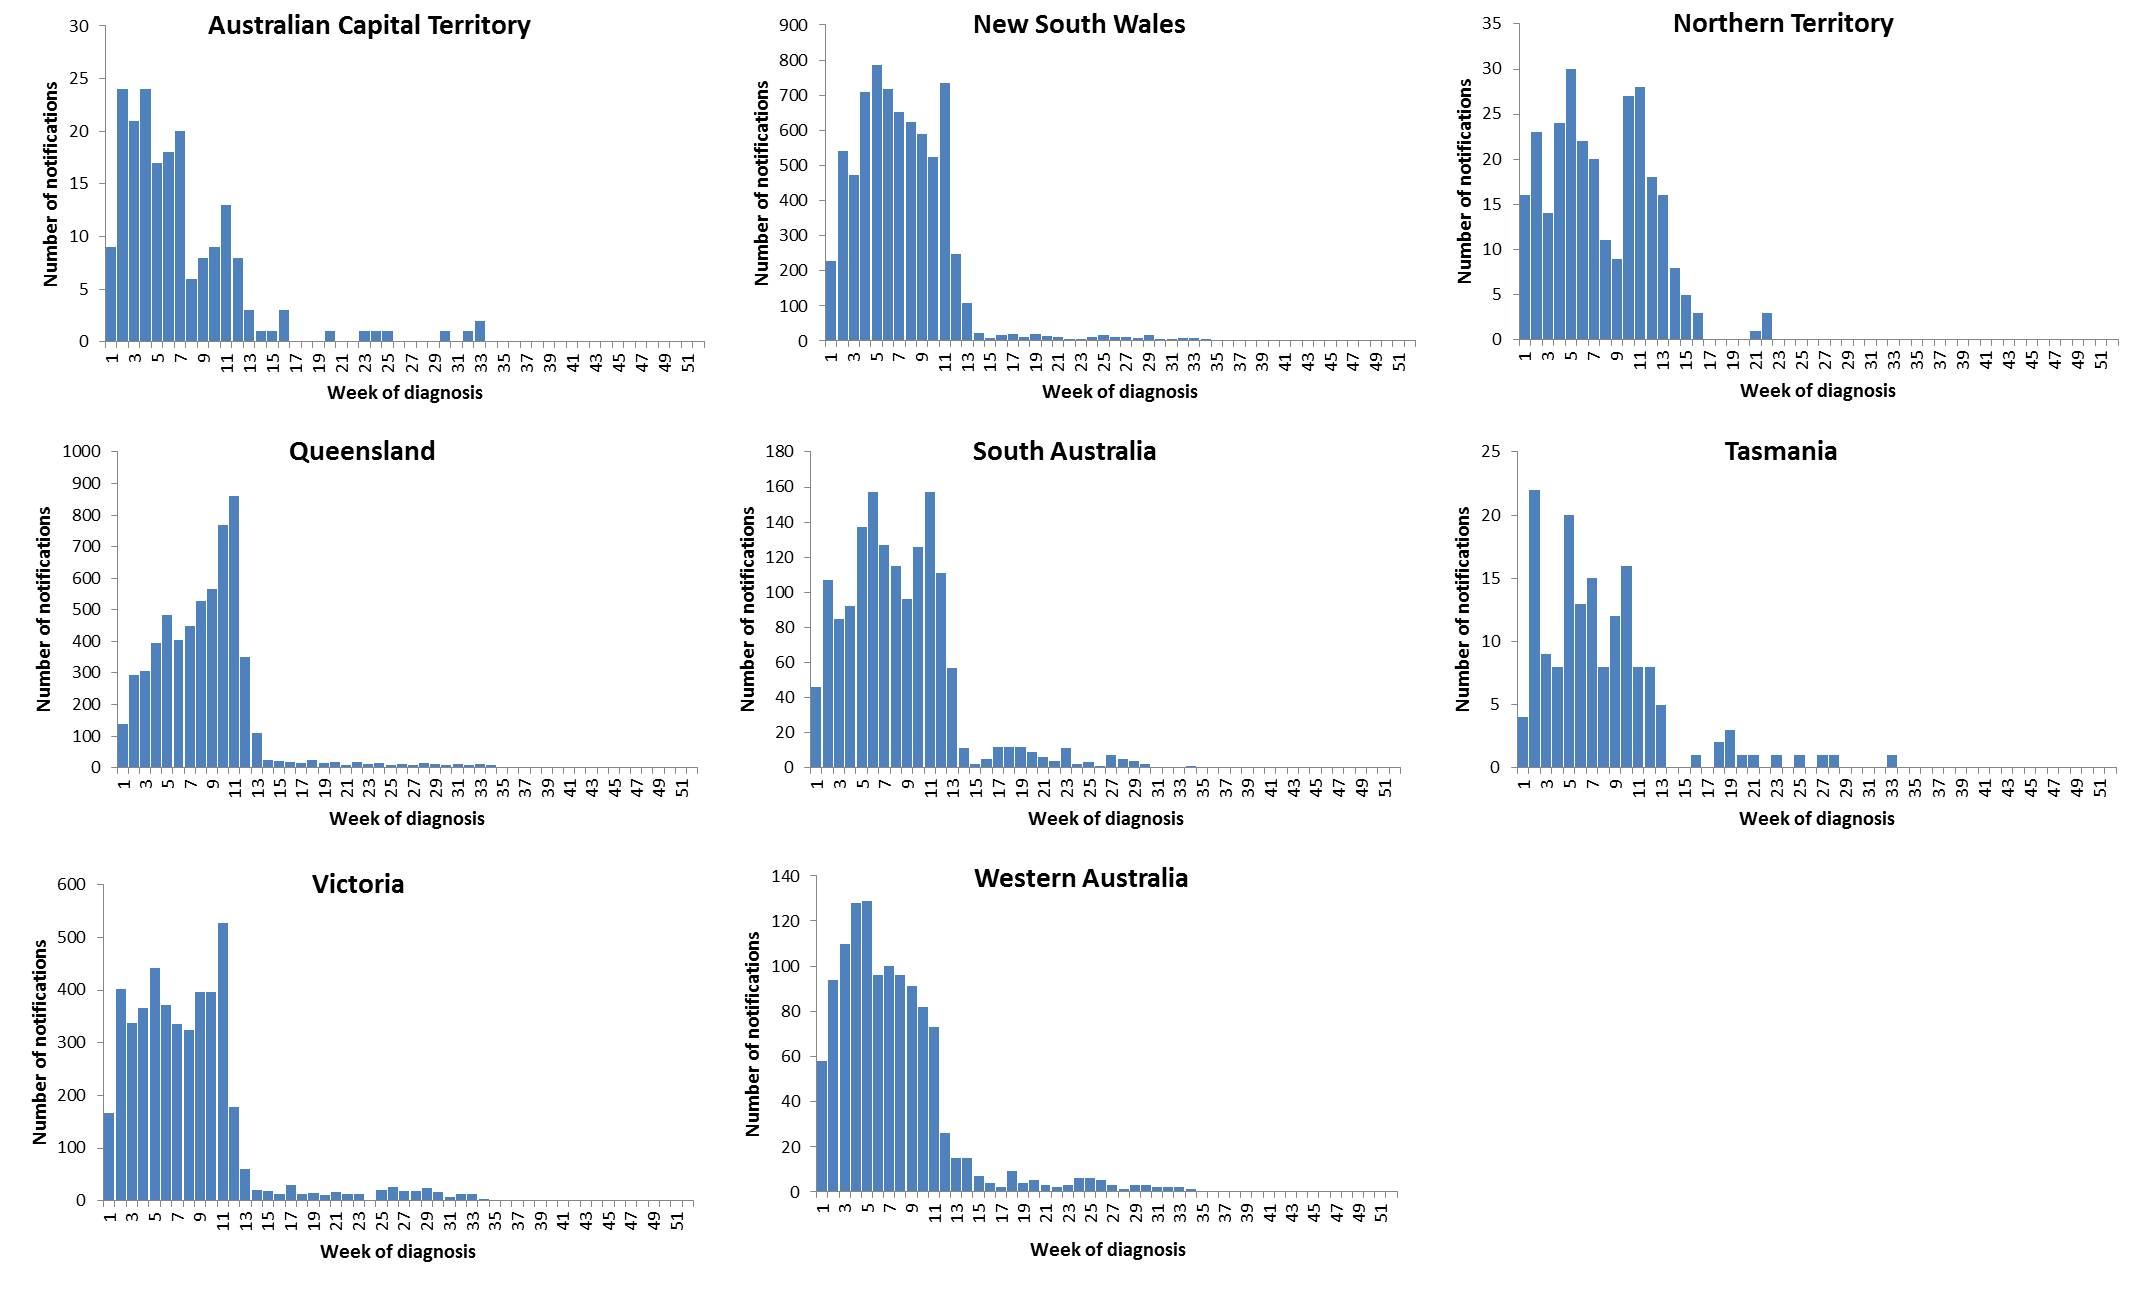 Australian Capital Territory
Number of notifications
30
25
20
15
10
5
0
1 3 5 7 9 11 13 15 17 19 21 23 25 27 29 31 33 35 37 39 41 43 45 47 49 51
Week of diagnosis
New South Wales
Number of notifications
900
800
700
600
500
400
300
200
100
0
1 3 5 7 9 11 13 15 17 19 21 23 25 27 29 31 33 35 37 39 41 43 45 47 49 51
Week of diagnosis
Northern Territory
Number of notifications
35
30
25
20
15
10
5
0
1 3 5 7 9 11 13 15 17 19 21 23 25 27 29 31 33 35 37 39 41 43 45 47 49 51
Week of diagnosis
Queensland
Number of notifications
1000
900
800
700
600
500
400
300
200
100
0
1 3 5 7 9 11 13 15 17 19 21 23 25 27 29 31 33 35 37 39 41 43 45 47 49 51
Week of diagnosis
South Australia
Number of notifications
180
160
140
120
100
80
60
40
20
0
1 3 5 7 9 11 13 15 17 19 21 23 25 27 29 31 33 35 37 39 41 43 45 47 49 51
Week of diagnosis
Tasmania
Number of notifications
25
20
15
10
5
0
1 3 5 7 9 11 13 15 17 19 21 23 25 27 29 31 33 35 37 39 41 43 45 47 49 51
Week of diagnosis
Victoria
Number of notifications
600
500
400
300
200
100
0
1 3 5 7 9 11 13 15 17 19 21 23 25 27 29 31 33 35 37 39 41 43 45 47 49 51
Week of diagnosis
Western Australia
Number of notifications
140
120
100
80
60
40
20
0
1 3 5 7 9 11 13 15 17 19 21 23 25 27 29 31 33 35 37 39 41 43 45 47 49 51
Week of diagnosis